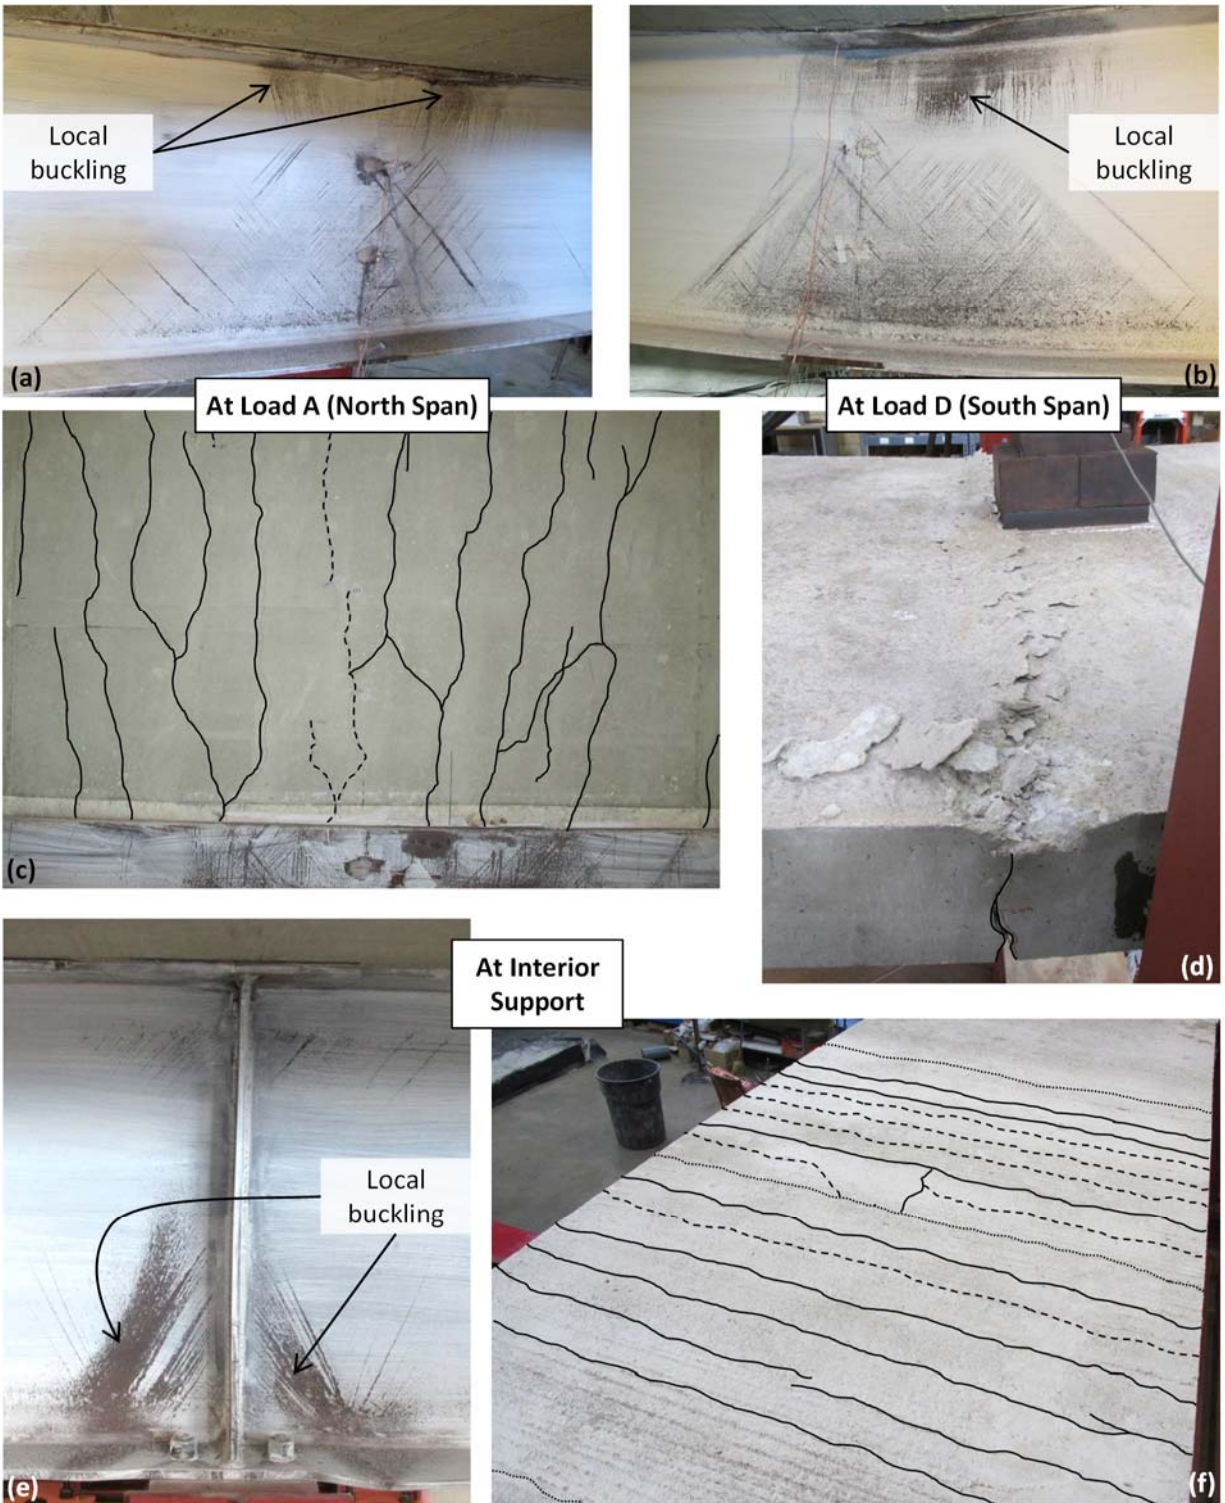 Local
buckling
Local
buckling
(a)
(b)
At Load A (North Span)
At Load D (South Span)
(c)
(d)
At Interior
Support
Local
buckling
(e)
(f)